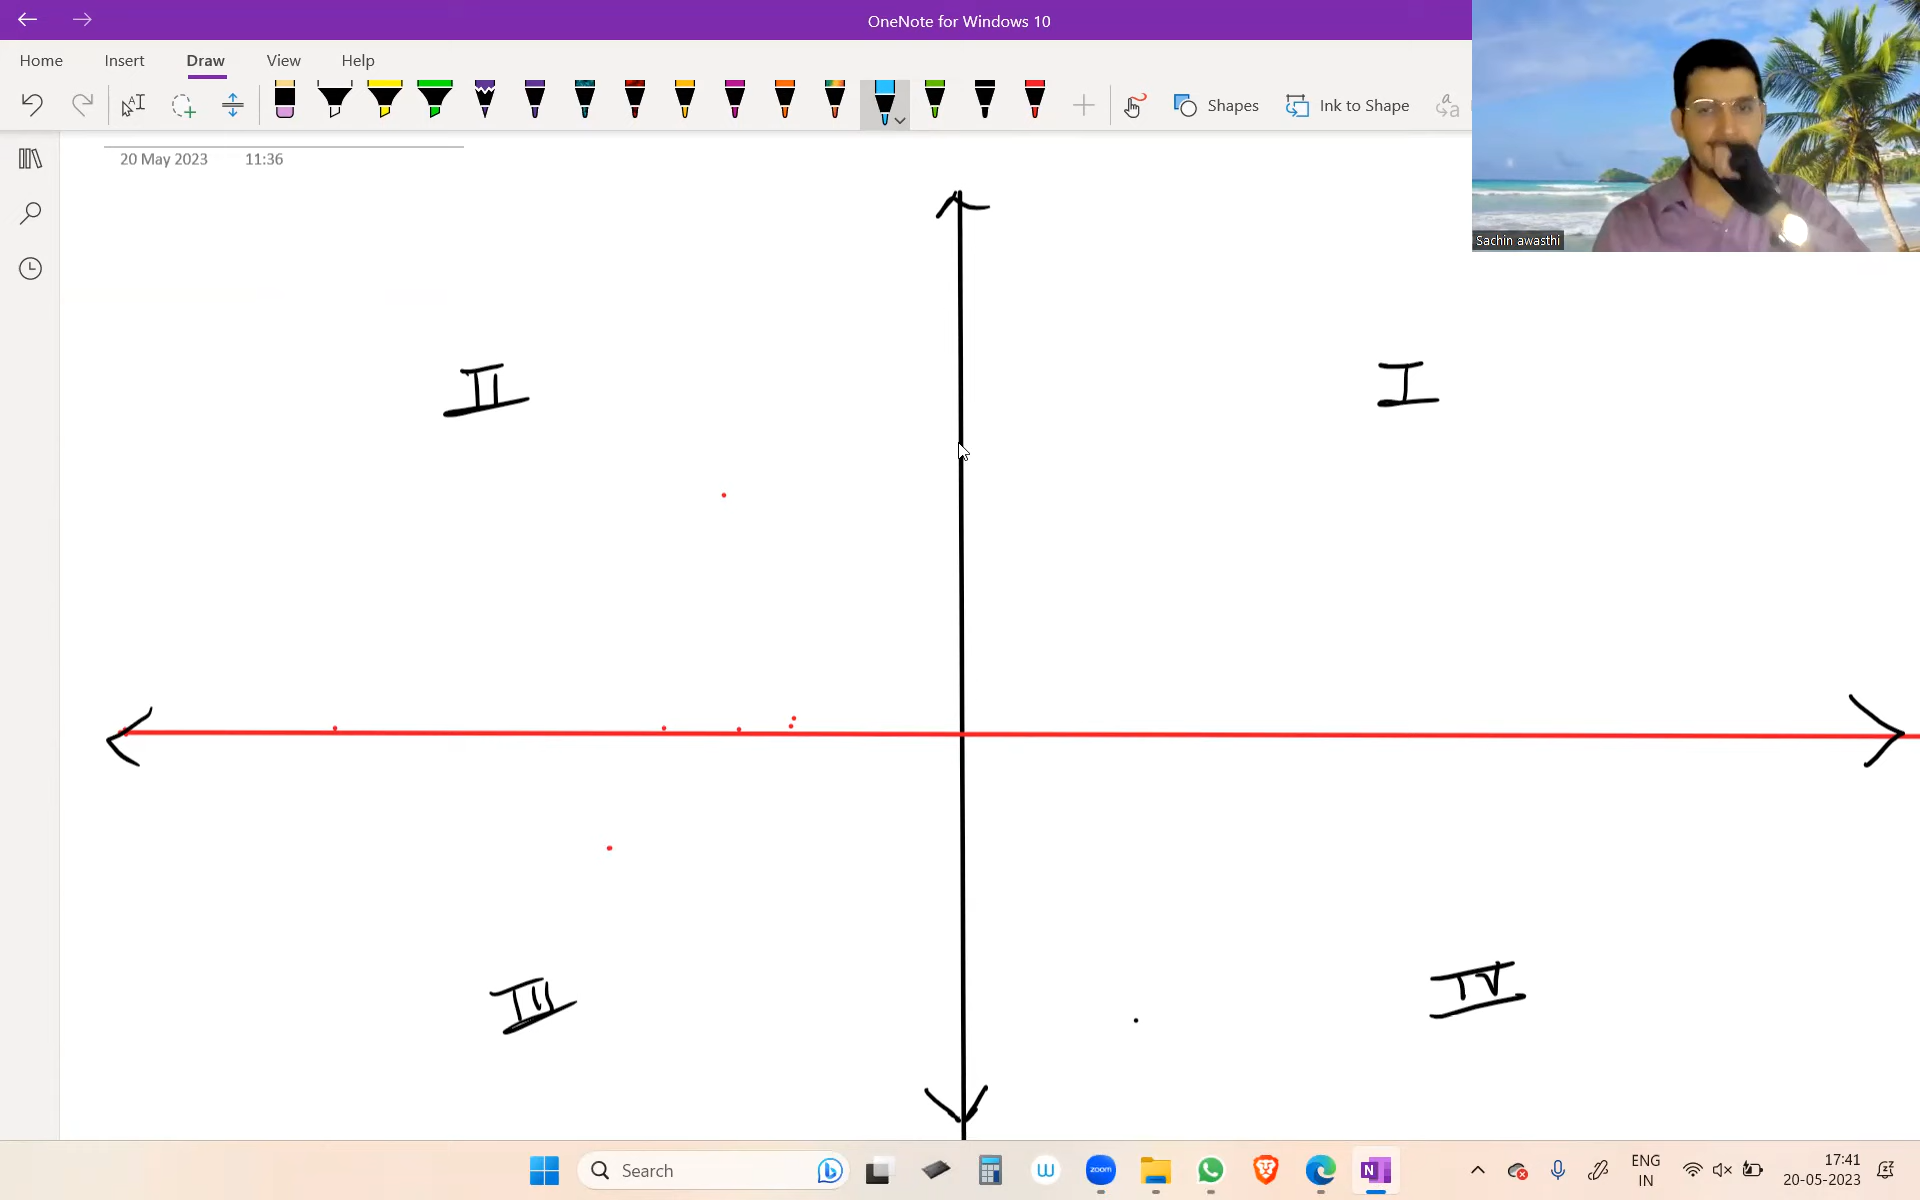 OneNote for Windows 10
Home Insert Draw View Help
Shapes Ink to Shape
20 May 2023 11:36
Sachin awasthi
II I
III IV
Search
zoom
ENG
IN
17:41
20-05-2023